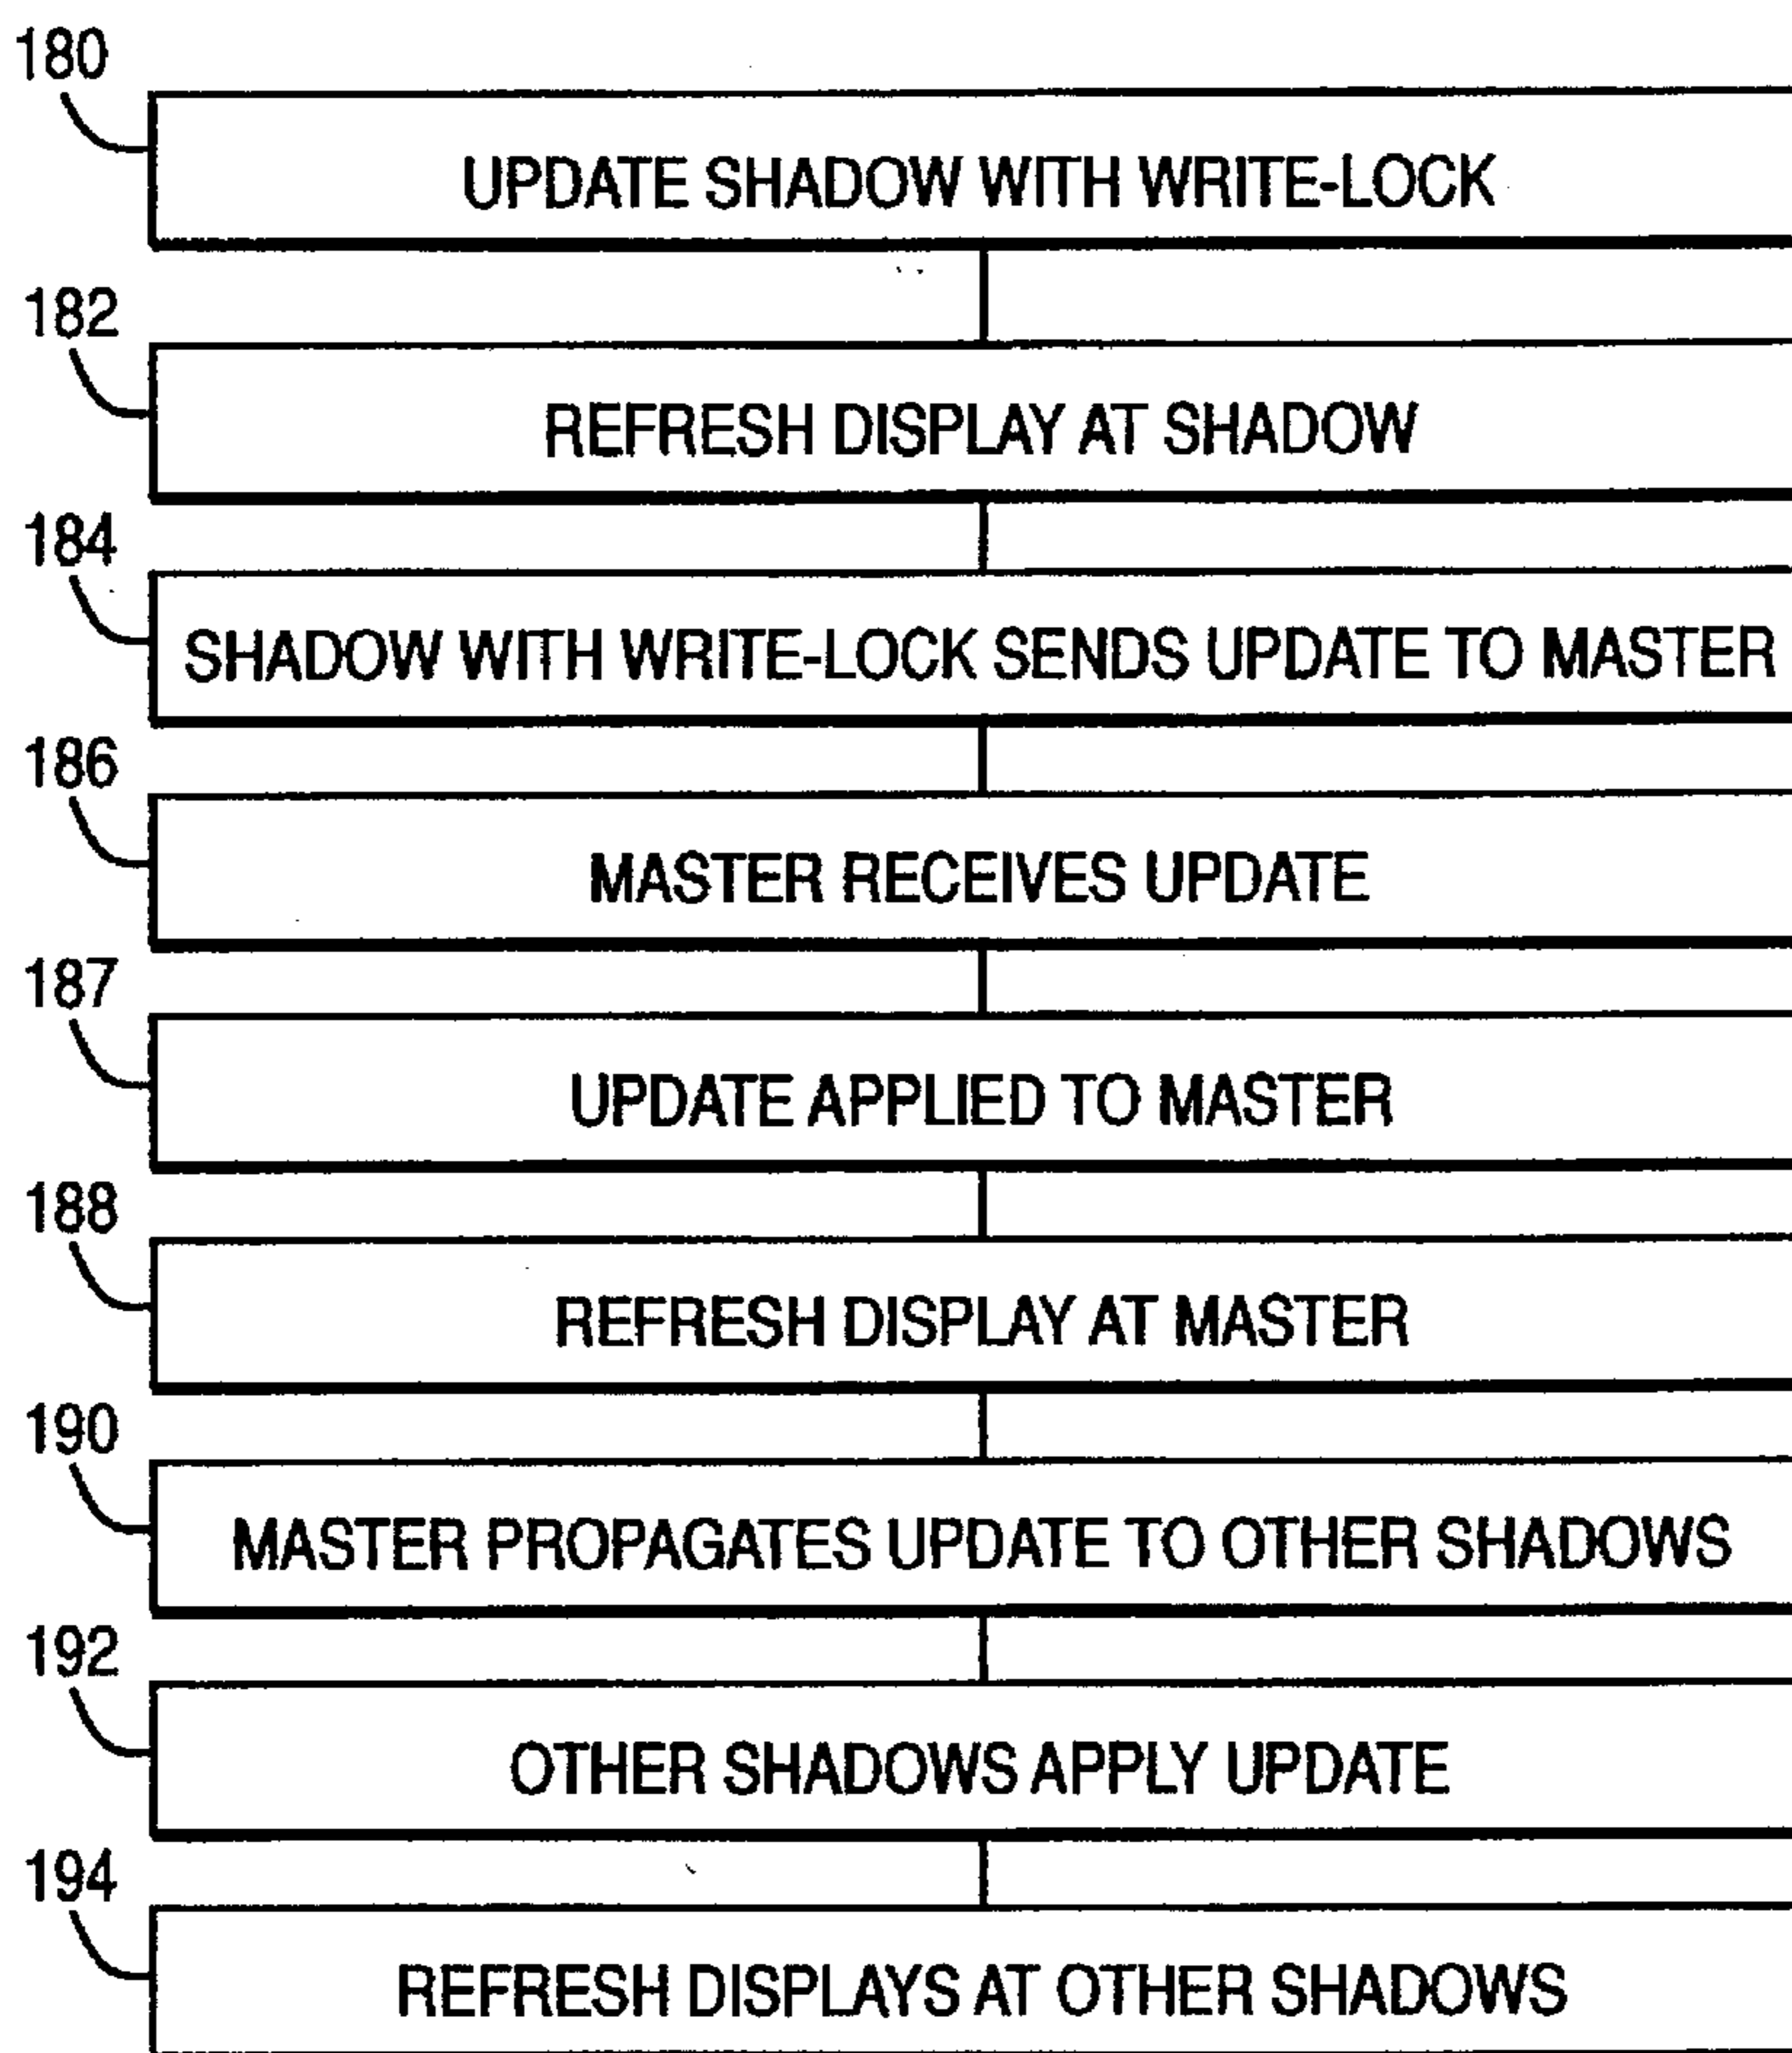 180
UPDATE SHADOW WITH WRITE-LOCK
182
REFRESH DISPLAY AT SHADOW
184
SHADOW WITH WRITE-LOCK SENDS UPDATE TO MASTER
186
MASTER RECEIVES UPDATE
187
UPDATE APPLIED TO MASTER
188
REFRESH DISPLAY AT MASTER
190
MASTER PROPAGATES UPDATE TO OTHER SHADOWS
192
OTHER SHADOWS APPLY UPDATE
194
REFRESH DISPLAYS AT OTHER SHADOWS